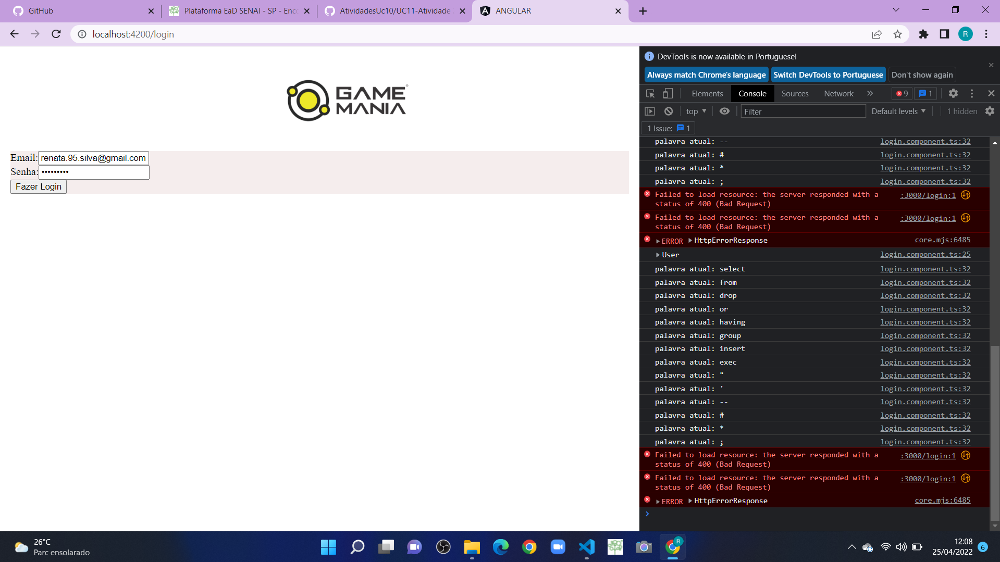 GitHub
Plataforma EaD SENAI - SP - Enc
AtividadesUc10/UC11-Atividade
ANGULAR
localhost:4200/login
R
DevTools is now available in Portuguese!
Always match Chrome's language
Switch DevTools to Portuguese
Don't show again
Elements
Console
Sources
Network
9
1
top
Filter
Default levels
1 hidden
1 Issue:
1
GAME
MANIA
Email: renata.95.silva@gmail.com
Senha: •••••••••
Fazer Login
palavra atual: -- login.component.ts:32
palavra atual: # login.component.ts:32
palavra atual: * login.component.ts:32
palavra atual: ; login.component.ts:32
Failed to load resource: the server responded with a :3000/login:1
status of 400 (Bad Request)
Failed to load resource: the server responded with a :3000/login:1
status of 400 (Bad Request)
ERROR HttpErrorResponse core.mjs:6485
User login.component.ts:25
palavra atual: select login.component.ts:32
palavra atual: from login.component.ts:32
palavra atual: drop login.component.ts:32
palavra atual: or login.component.ts:32
palavra atual: having login.component.ts:32
palavra atual: group login.component.ts:32
palavra atual: insert login.component.ts:32
palavra atual: exec login.component.ts:32
palavra atual: " login.component.ts:32
palavra atual: ' login.component.ts:32
palavra atual: -- login.component.ts:32
palavra atual: # login.component.ts:32
palavra atual: * login.component.ts:32
palavra atual: ; login.component.ts:32
Failed to load resource: the server responded with a :3000/login:1
status of 400 (Bad Request)
Failed to load resource: the server responded with a :3000/login:1
status of 400 (Bad Request)
ERROR HttpErrorResponse core.mjs:6485
26°C
Parc ensolarado
R
12:08
25/04/2022
6